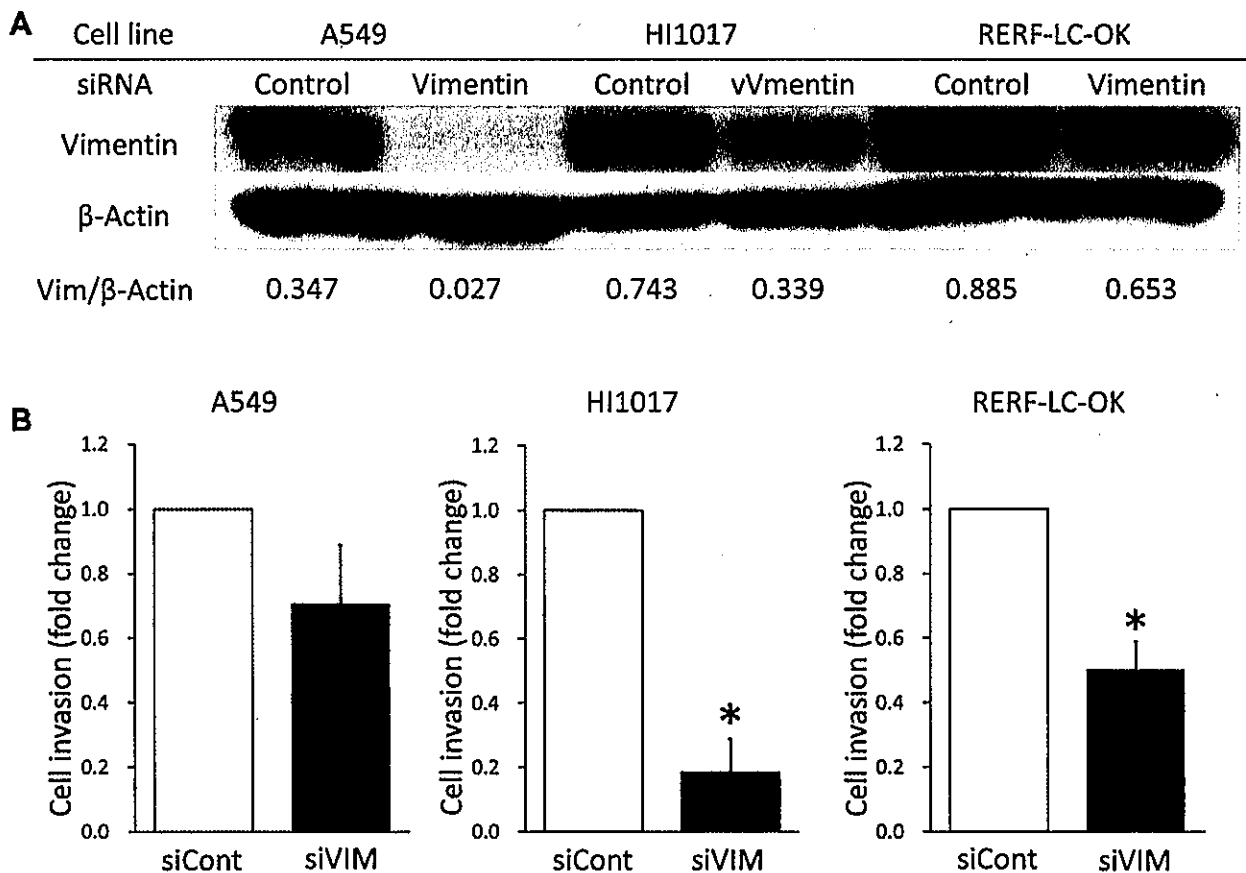 A Cell line A549 HI1017 RERF-LC-OK
siRNA Control Vimentin Control vVmentin Control Vimentin
Vimentin
β-Actin
Vim/β-Actin 0.347 0.027 0.743 0.339 0.885 0.653
B
A549
Cell invasion (fold change)
1.2
1.0
0.8
0.6
0.4
0.2
0.0
siCont siVIM
HI1017
Cell invasion (fold change)
1.2
1.0
0.8
0.6
0.4
0.2
0.0
*
siCont siVIM
RERF-LC-OK
Cell invasion (fold change)
1.2
1.0
0.8
0.6
0.4
0.2
0.0
*
siCont siVIM